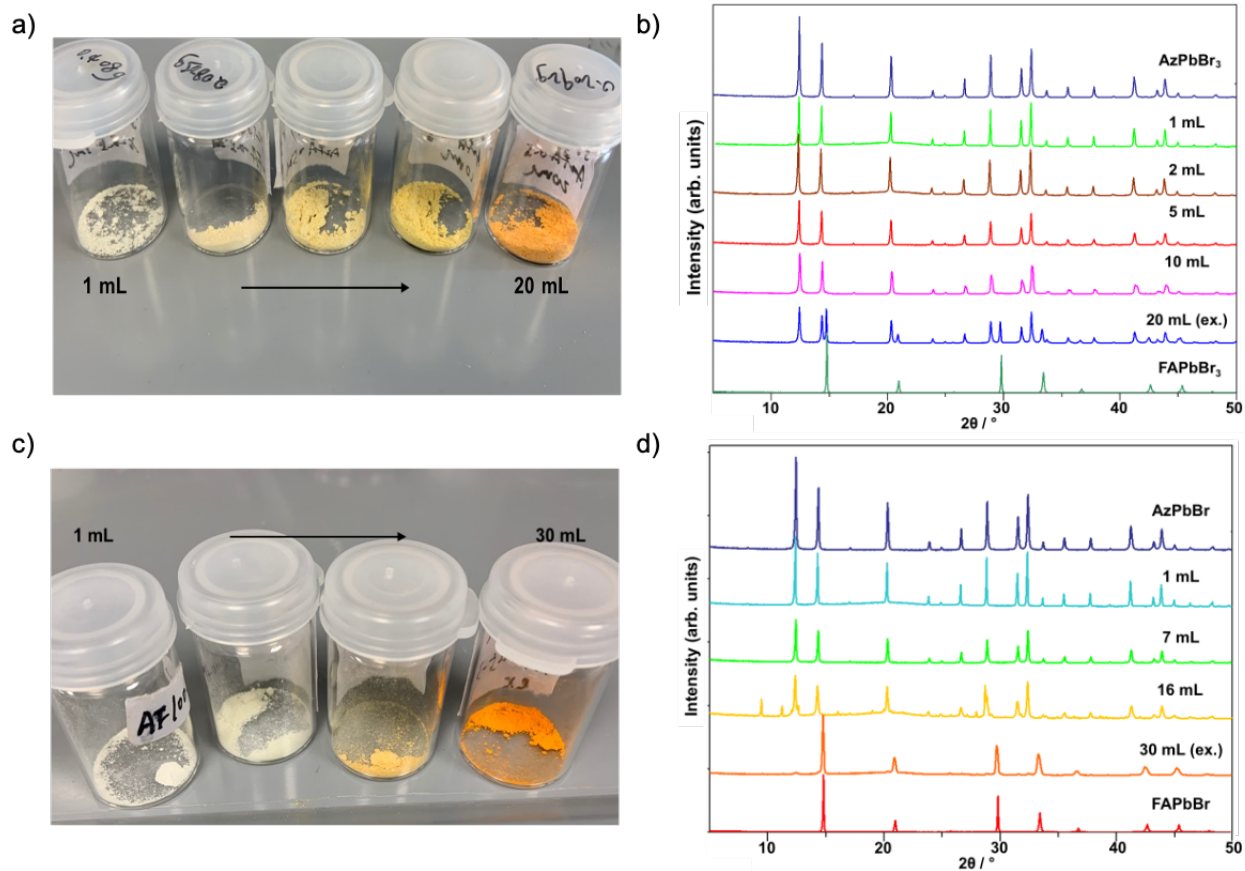 a)
1 mL
20 mL
b)
Intensity (arb. units)
AzPbBr₃
1 mL
2 mL
5 mL
10 mL
20 mL (ex.)
FAPbBr₃
10
20
30
40
50
2θ / °
c)
1 mL
30 mL
AF/
d)
Intensity (arb. units)
AzPbBr
1 mL
7 mL
16 mL
30 mL (ex.)
FAPbBr
10
20
30
40
50
2θ / °